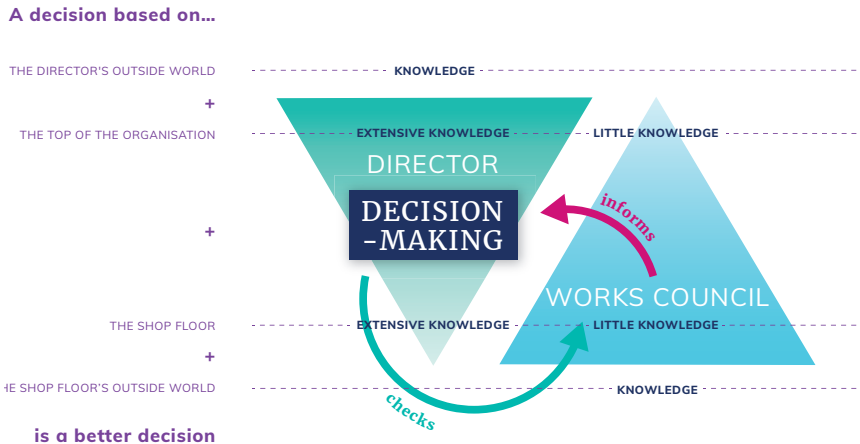 A decision based on...
THE DIRECTOR'S OUTSIDE WORLD
KNOWLEDGE
+
THE TOP OF THE ORGANISATION
EXTENSIVE KNOWLEDGE
LITTLE KNOWLEDGE
DIRECTOR
DECISION
-MAKING
informs
+
WORKS COUNCIL
THE SHOP FLOOR
EXTENSIVE KNOWLEDGE
LITTLE KNOWLEDGE
+
HE SHOP FLOOR'S OUTSIDE WORLD
KNOWLEDGE
checks
is a better decision